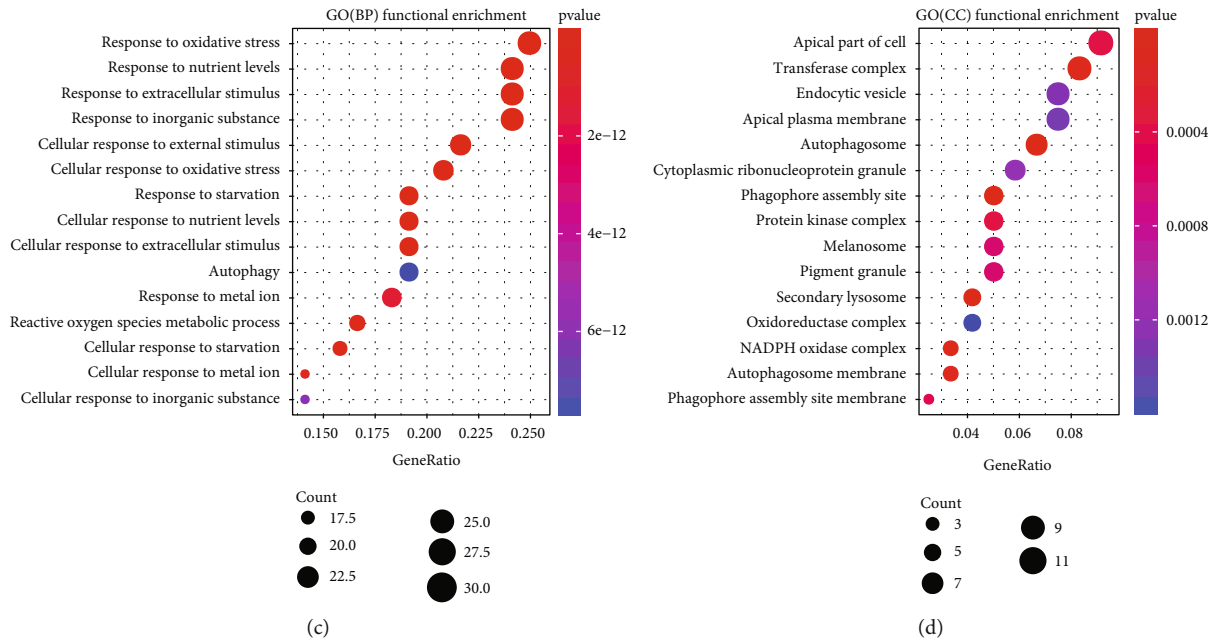 GO(BP) functional enrichment
pvalue
Response to oxidative stress
Response to nutrient levels
Response to extracellular stimulus
Response to inorganic substance
Cellular response to external stimulus
Cellular response to oxidative stress
Response to starvation
Cellular response to nutrient levels
Cellular response to extracellular stimulus
Autophagy
Response to metal ion
Reactive oxygen species metabolic process
Cellular response to starvation
Cellular response to metal ion
Cellular response to inorganic substance
2e−12
4e−12
6e−12
0.150 0.175 0.200 0.225 0.250
GeneRatio
Count
17.5
20.0
22.5
25.0
27.5
30.0
(c)
GO(CC) functional enrichment
pvalue
Apical part of cell
Transferase complex
Endocytic vesicle
Apical plasma membrane
Autophagosome
Cytoplasmic ribonucleoprotein granule
Phagophore assembly site
Protein kinase complex
Melanosome
Pigment granule
Secondary lysosome
Oxidoreductase complex
NADPH oxidase complex
Autophagosome membrane
Phagophore assembly site membrane
0.0004
0.0008
0.0012
0.04 0.06 0.08
GeneRatio
Count
3
5
7
9
11
(d)